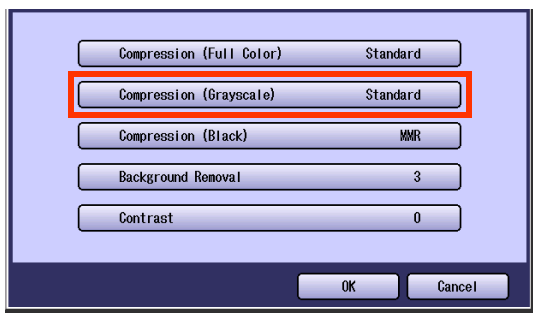 Compression (Full Color) Standard
Compression (Grayscale) Standard
Compression (Black) MMR
Background Removal 3
Contrast 0
OK Cancel